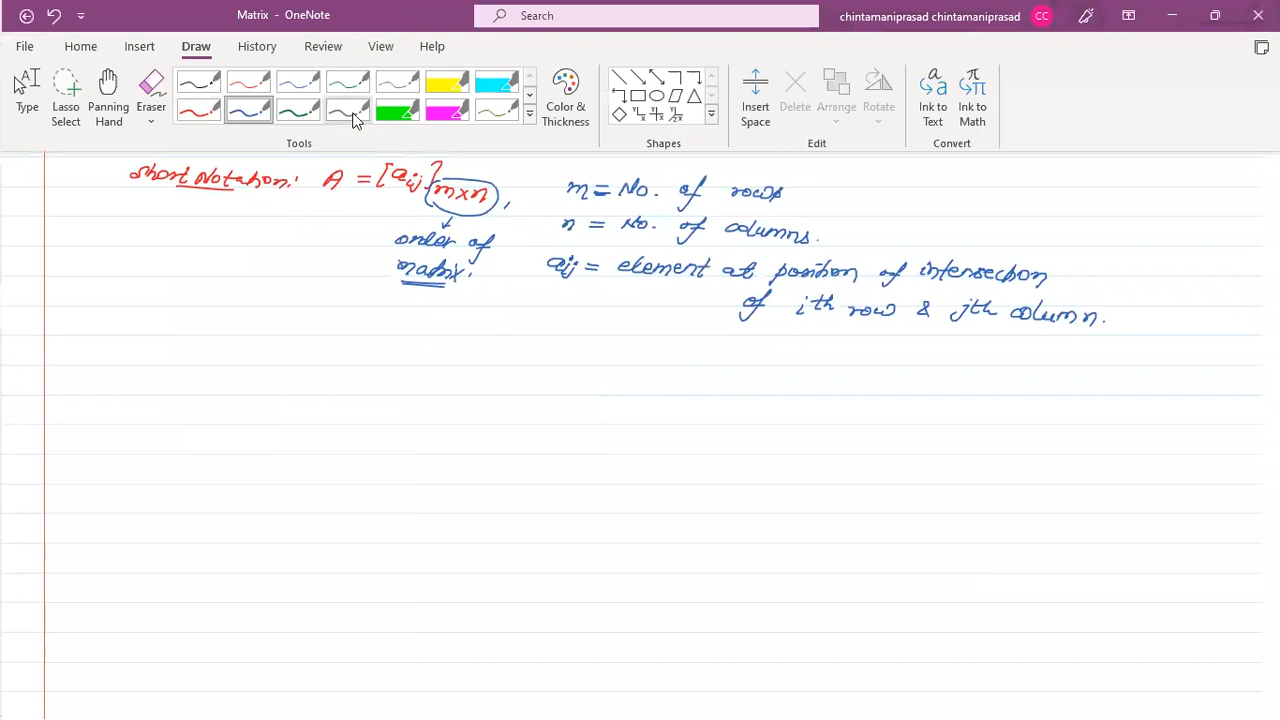 Matrix - OneNote
Search
chintamaniprasad chintamaniprasad
CC
File Home Insert Draw History Review View Help
Type
Lasso Select
Panning Hand
Eraser
Color & Thickness
Insert Space
Delete
Arrange
Rotate
Ink to Text
Ink to Math
Tools
Shapes
Edit
Convert
Short Notation: A = [aij] m×n ,
order of
matrix.
m = No. of rows
n = No. of columns.
aij = element at position of intersection
of ith row & jth column.